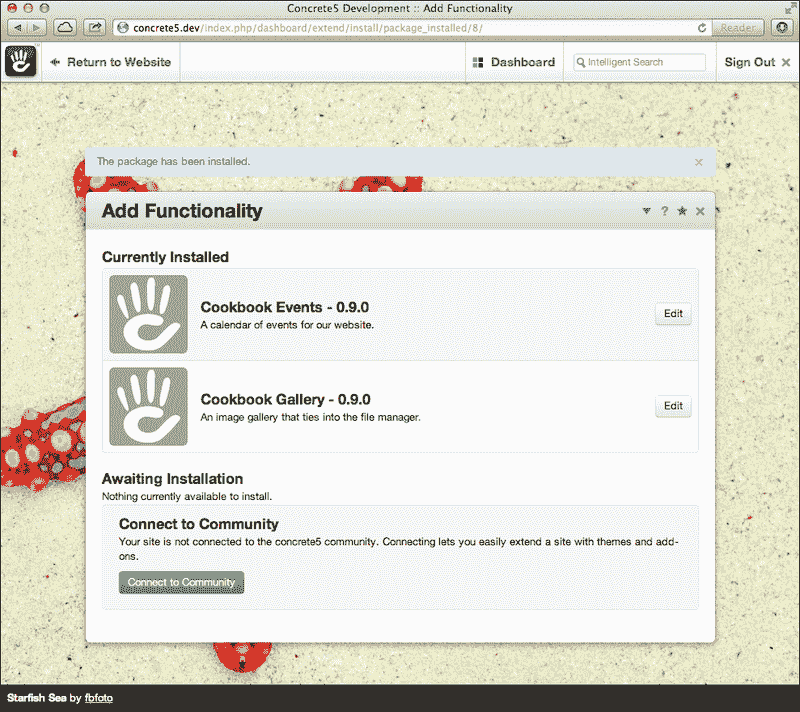 Concrete5 Development :: Add Functionality
concrete5.dev/index.php/dashboard/extend/install/package_installed/8/
Reader
Return to Website
Dashboard
Intelligent Search
Sign Out ×
The package has been installed.
×
Add Functionality
? ×
Currently Installed
Cookbook Events - 0.9.0
A calendar of events for our website.
Edit
Cookbook Gallery - 0.9.0
An image gallery that ties into the file manager.
Edit
Awaiting Installation
Nothing currently available to install.
Connect to Community
Your site is not connected to the concrete5 community. Connecting lets you easily extend a site with themes and add-
ons.
Connect to Community
Starfish Sea by fbfoto